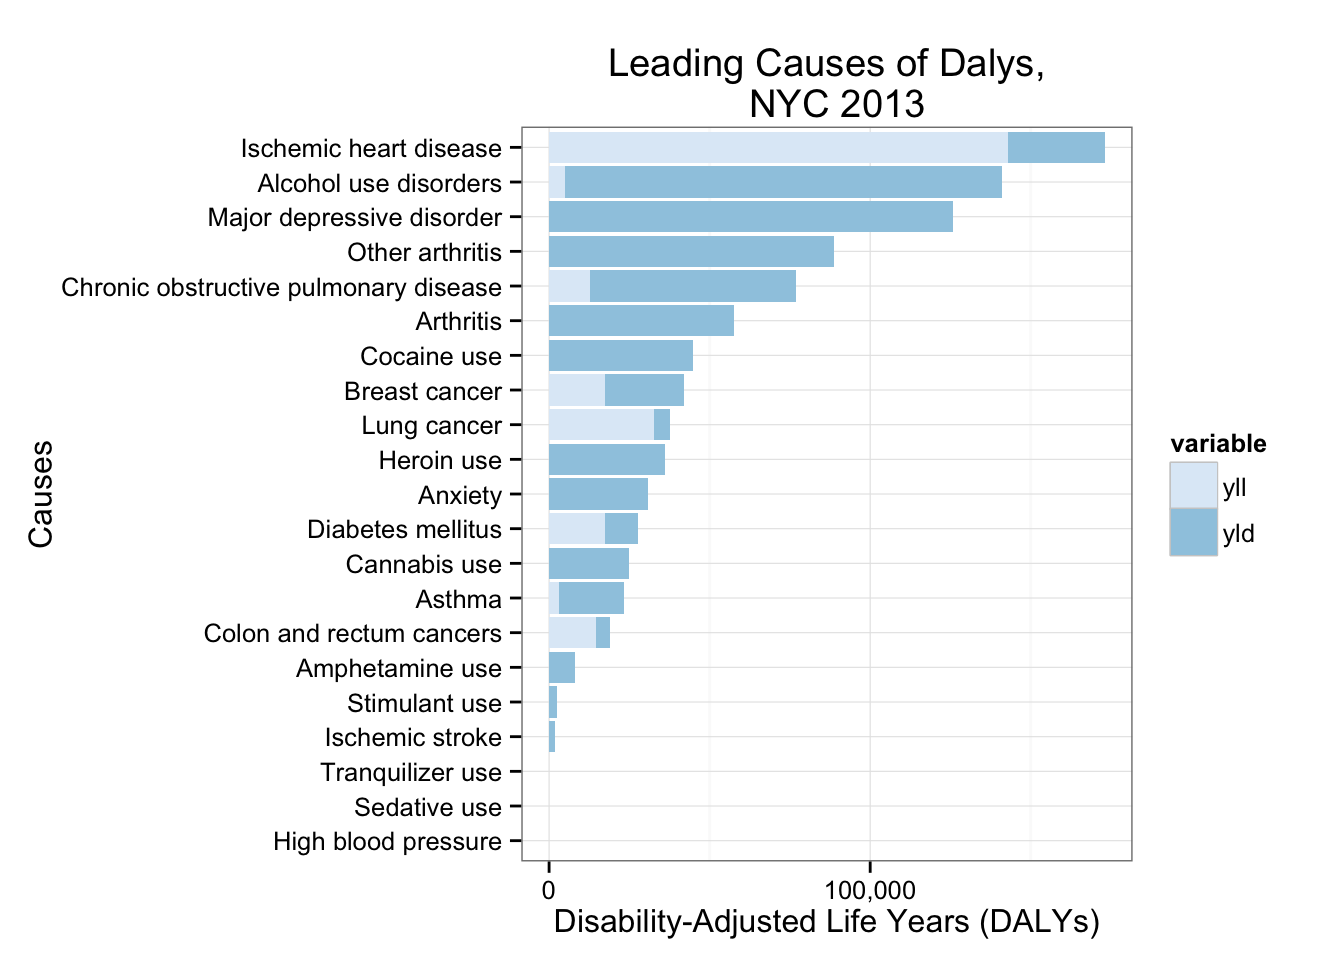 Leading Causes of Dalys,
NYC 2013
Causes
Ischemic heart disease
Alcohol use disorders
Major depressive disorder
Other arthritis
Chronic obstructive pulmonary disease
Arthritis
Cocaine use
Breast cancer
Lung cancer
Heroin use
Anxiety
Diabetes mellitus
Cannabis use
Asthma
Colon and rectum cancers
Amphetamine use
Stimulant use
Ischemic stroke
Tranquilizer use
Sedative use
High blood pressure
0 100,000
Disability-Adjusted Life Years (DALYs)
variable
yll
yld